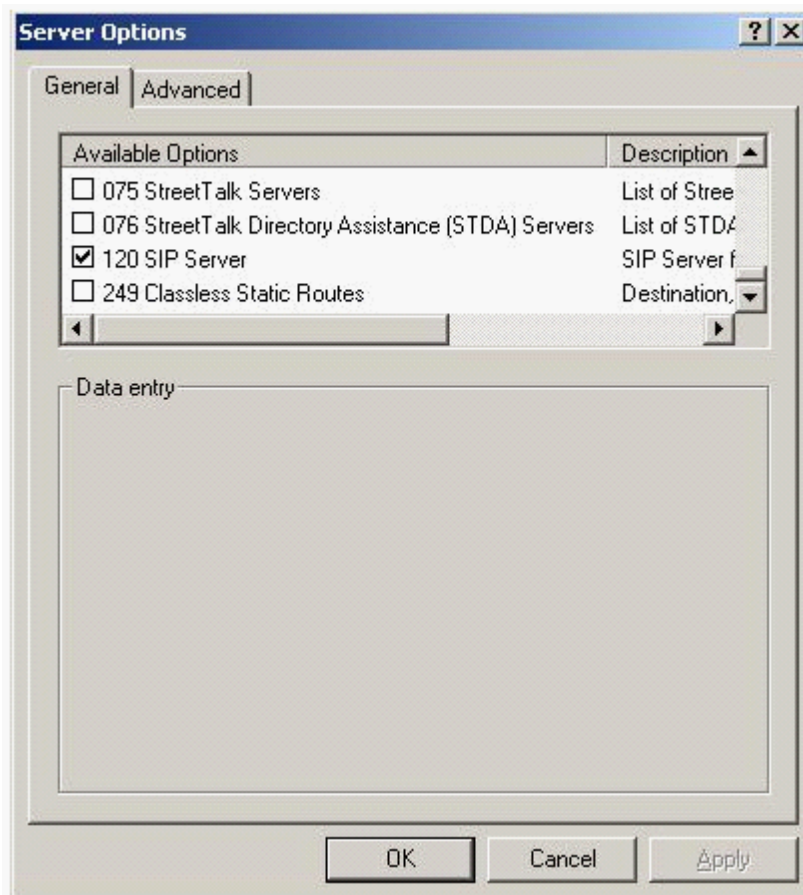 Server Options
General Advanced
Available Options Description
075 StreetTalk Servers List of Stree
076 StreetTalk Directory Assistance (STDA) Servers List of STDA
120 SIP Server SIP Server f
249 Classless Static Routes Destination,
Data entry
OK Cancel Apply